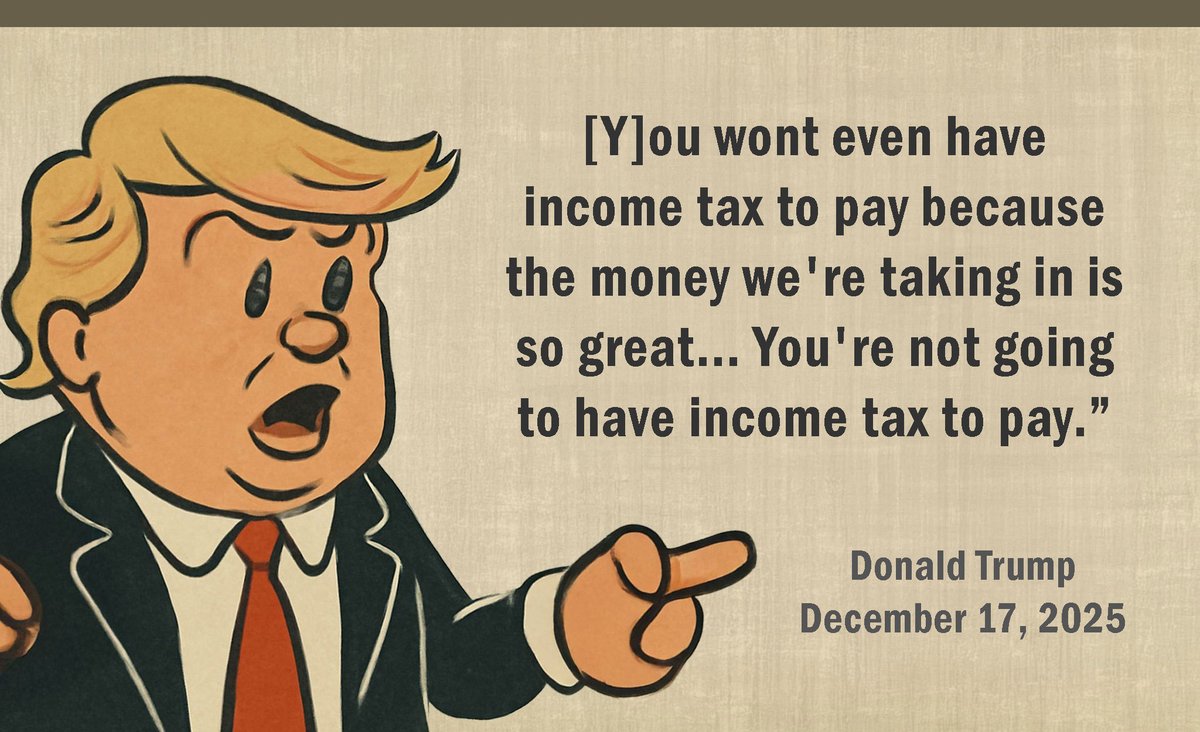 [Y]ou wont even have
income tax to pay because
the money we're taking in is
so great... You're not going
to have income tax to pay.”
Donald Trump
December 17, 2025